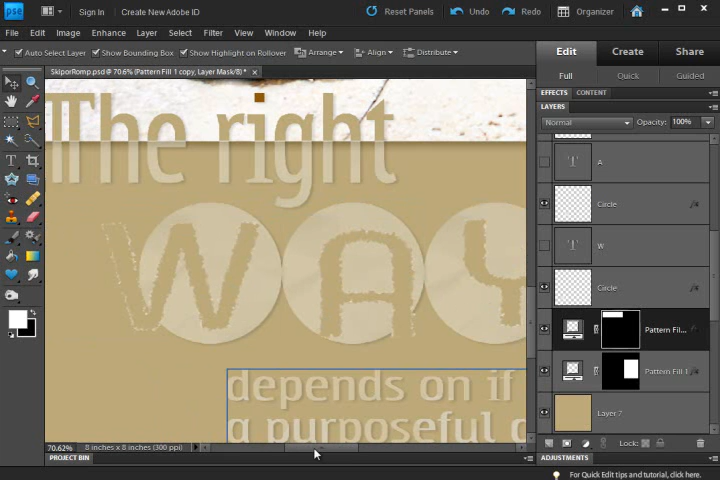 pse Sign In Create New Adobe ID Reset Panels Undo Redo Organizer
File Edit Image Enhance Layer Select Filter View Window Help
Auto Select Layer Show Bounding Box Show Highlight on Rollover Arrange Align Distribute
Edit Create Share
SkiporRomp.psd @ 70.6% (Pattern Fill 1 copy, Layer Mask/8) * ×
Full Quick Guided
EFFECTS CONTENT
LAYERS
Normal Opacity: 100%
The right
T A
Circle
T W
Circle
WAY
Pattern Fil...
Pattern Fill 1
depends on if
a purposeful
Layer 7
70.62% 8 inches x 8 inches (300 ppi)
Lock:
PROJECT BIN
ADJUSTMENTS
For Quick Edit tips and tutorial, click here.